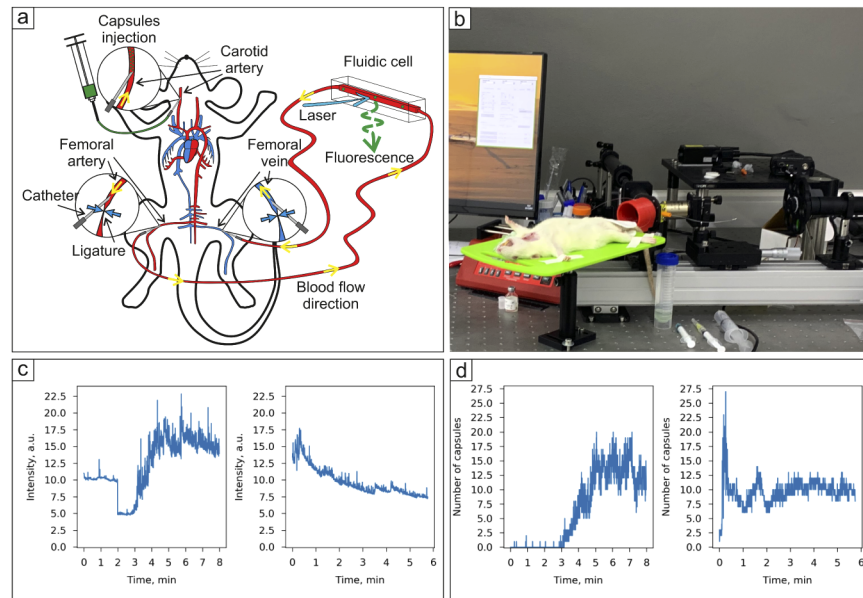 a
Capsules
injection
Carotid
artery
Fluidic cell
Laser
Fluorescence
Femoral
artery
Femoral
vein
Catheter
Ligature
Blood flow
direction
b
c
Intensity, a.u.
22.5
20.0
17.5
15.0
12.5
10.0
7.5
5.0
2.5
0.0
0 1 2 3 4 5 6 7 8
Time, min
Intensity, a.u.
22.5
20.0
17.5
15.0
12.5
10.0
7.5
5.0
2.5
0.0
0 1 2 3 4 5 6
Time, min
d
Number of capsules
27.5
25.0
22.5
20.0
17.5
15.0
12.5
10.0
7.5
5.0
2.5
0.0
0 1 2 3 4 5 6 7 8
Time, min
Number of capsules
27.5
25.0
22.5
20.0
17.5
15.0
12.5
10.0
7.5
5.0
2.5
0.0
0 1 2 3 4 5 6
Time, min